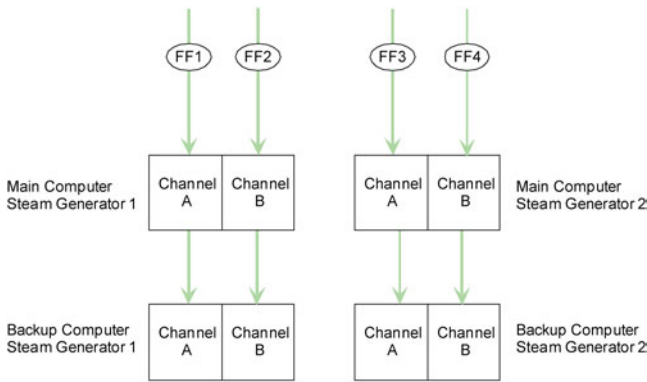 FF1
FF2
FF3
FF4
Main Computer
Steam Generator 1
Channel
A
Channel
B
Channel
A
Channel
B
Main Computer
Steam Generator 2
Backup Computer
Steam Generator 1
Channel
A
Channel
B
Channel
A
Channel
B
Backup Computer
Steam Generator 2